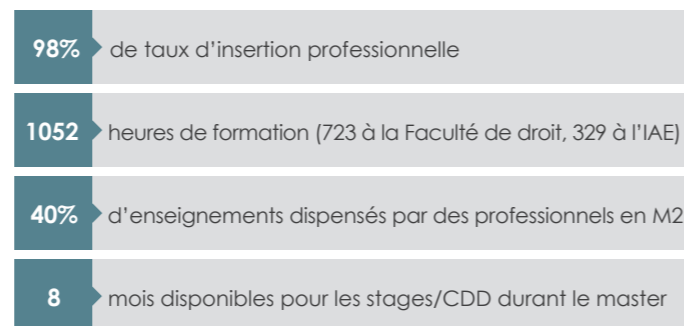 98% de taux d’insertion professionnelle
1052 heures de formation (723 à la Faculté de droit, 329 à l’IAE)
40% d’enseignements dispensés par des professionnels en M2
8 mois disponibles pour les stages/CDD durant le master